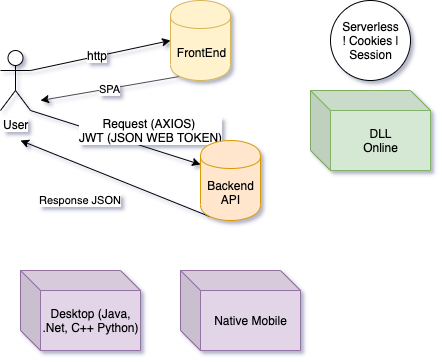 http
FrontEnd
Serverless
! Cookies |
Session
SPA
User
Request (AXIOS)
JWT (JSON WEB TOKEN)
DLL
Online
Backend
API
Response JSON
Desktop (Java,
.Net, C++ Python)
Native Mobile